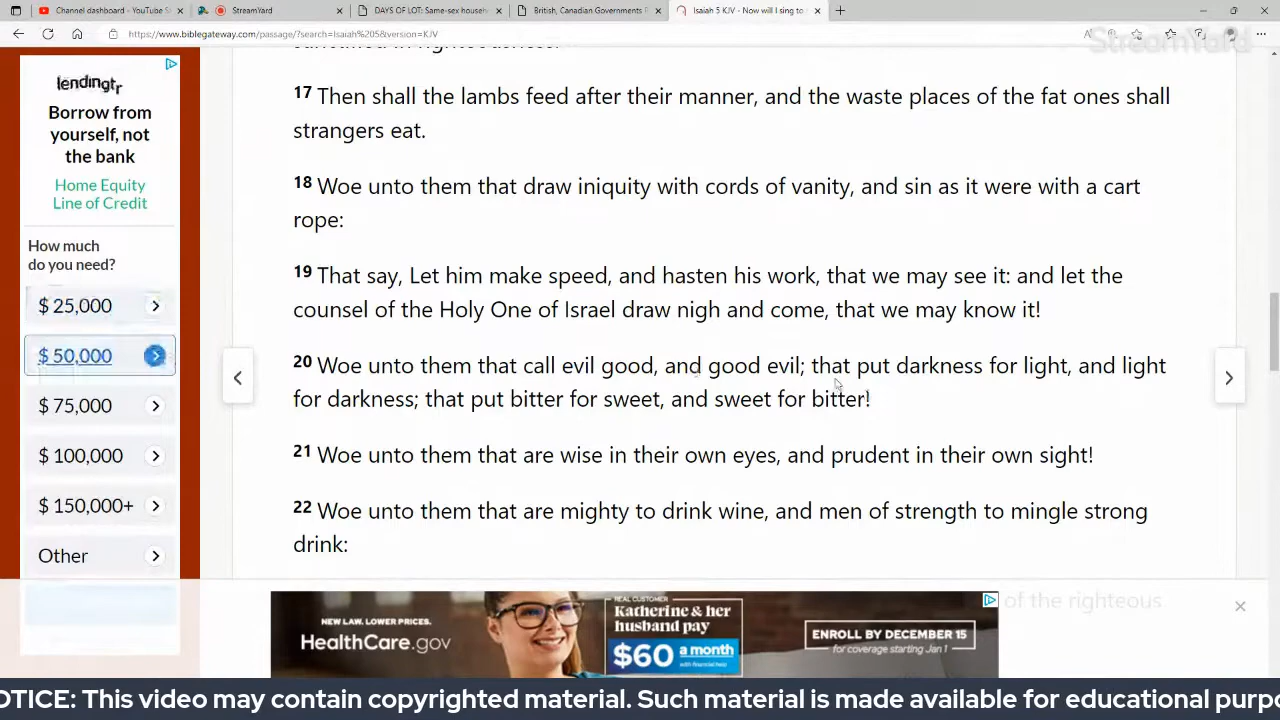 Channel dashboard - YouTube St
StreamYard
DAYS OF LOT: Same-sex househo
British, Canadian Governments B
Isaiah 5 KJV - Now will I sing to
https://www.biblegateway.com/passage/?search=Isaiah%205&version=KJV
StreamYard
lendingtr
Borrow from
yourself, not
the bank
Home Equity
Line of Credit
How much
do you need?
$ 25,000
$ 50,000
$ 75,000
$ 100,000
$ 150,000+
Other
17 Then shall the lambs feed after their manner, and the waste places of the fat ones shall
strangers eat.
18 Woe unto them that draw iniquity with cords of vanity, and sin as it were with a cart
rope:
19 That say, Let him make speed, and hasten his work, that we may see it: and let the
counsel of the Holy One of Israel draw nigh and come, that we may know it!
20 Woe unto them that call evil good, and good evil; that put darkness for light, and light
for darkness; that put bitter for sweet, and sweet for bitter!
21 Woe unto them that are wise in their own eyes, and prudent in their own sight!
22 Woe unto them that are mighty to drink wine, and men of strength to mingle strong
drink:
of the righteous
NEW LAW. LOWER PRICES.
HealthCare.gov
REAL CUSTOMER
Katherine & her
husband pay
$60 a month
with financial help
ENROLL BY DECEMBER 15
for coverage starting Jan 1
OTICE: This video may contain copyrighted material. Such material is made available for educational purpo